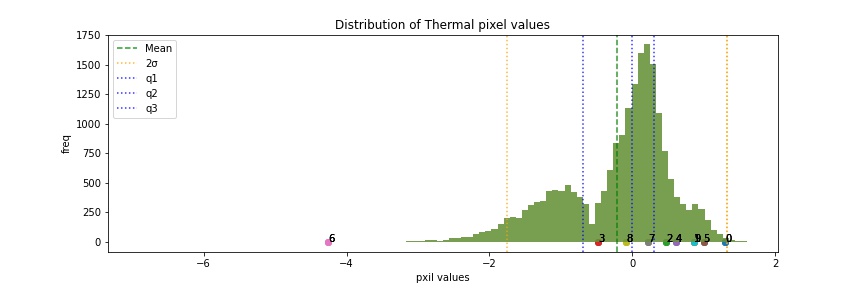 Distribution of Thermal pixel values
Mean
2σ
q1
q2
q3
freq
1750
1500
1250
1000
750
500
250
0
6 3 8 7 2 4 9 5 0
−6 −4 −2 0 2
pxil values